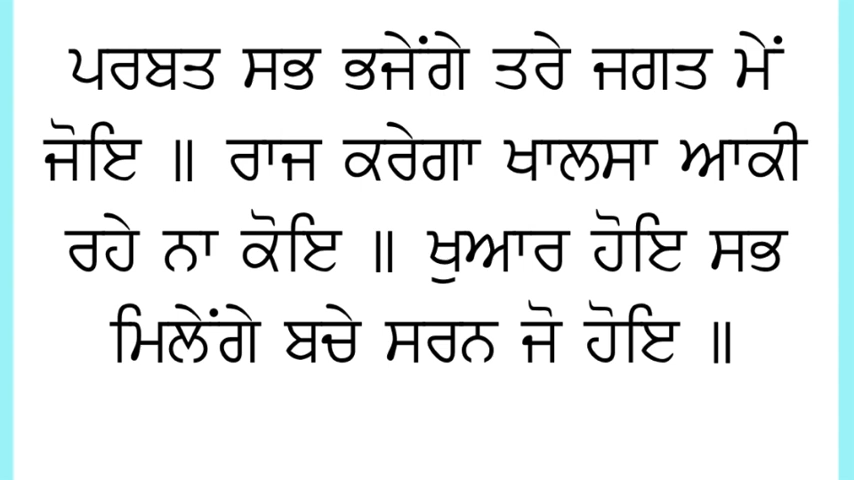 ਪਰਬਤ ਸਭ ਭਜੇਂਗੇ ਤਰੇ ਜਗਤ ਮੇਂ
ਜੋਇ ॥ ਰਾਜ ਕਰੇਗਾ ਖਾਲਸਾ ਆਕੀ
ਰਹੇ ਨਾ ਕੋਇ ॥ ਖੁਆਰ ਹੋਇ ਸਭ
ਮਿਲੇਂਗੇ ਬਚੇ ਸਰਨ ਜੋ ਹੋਇ ॥